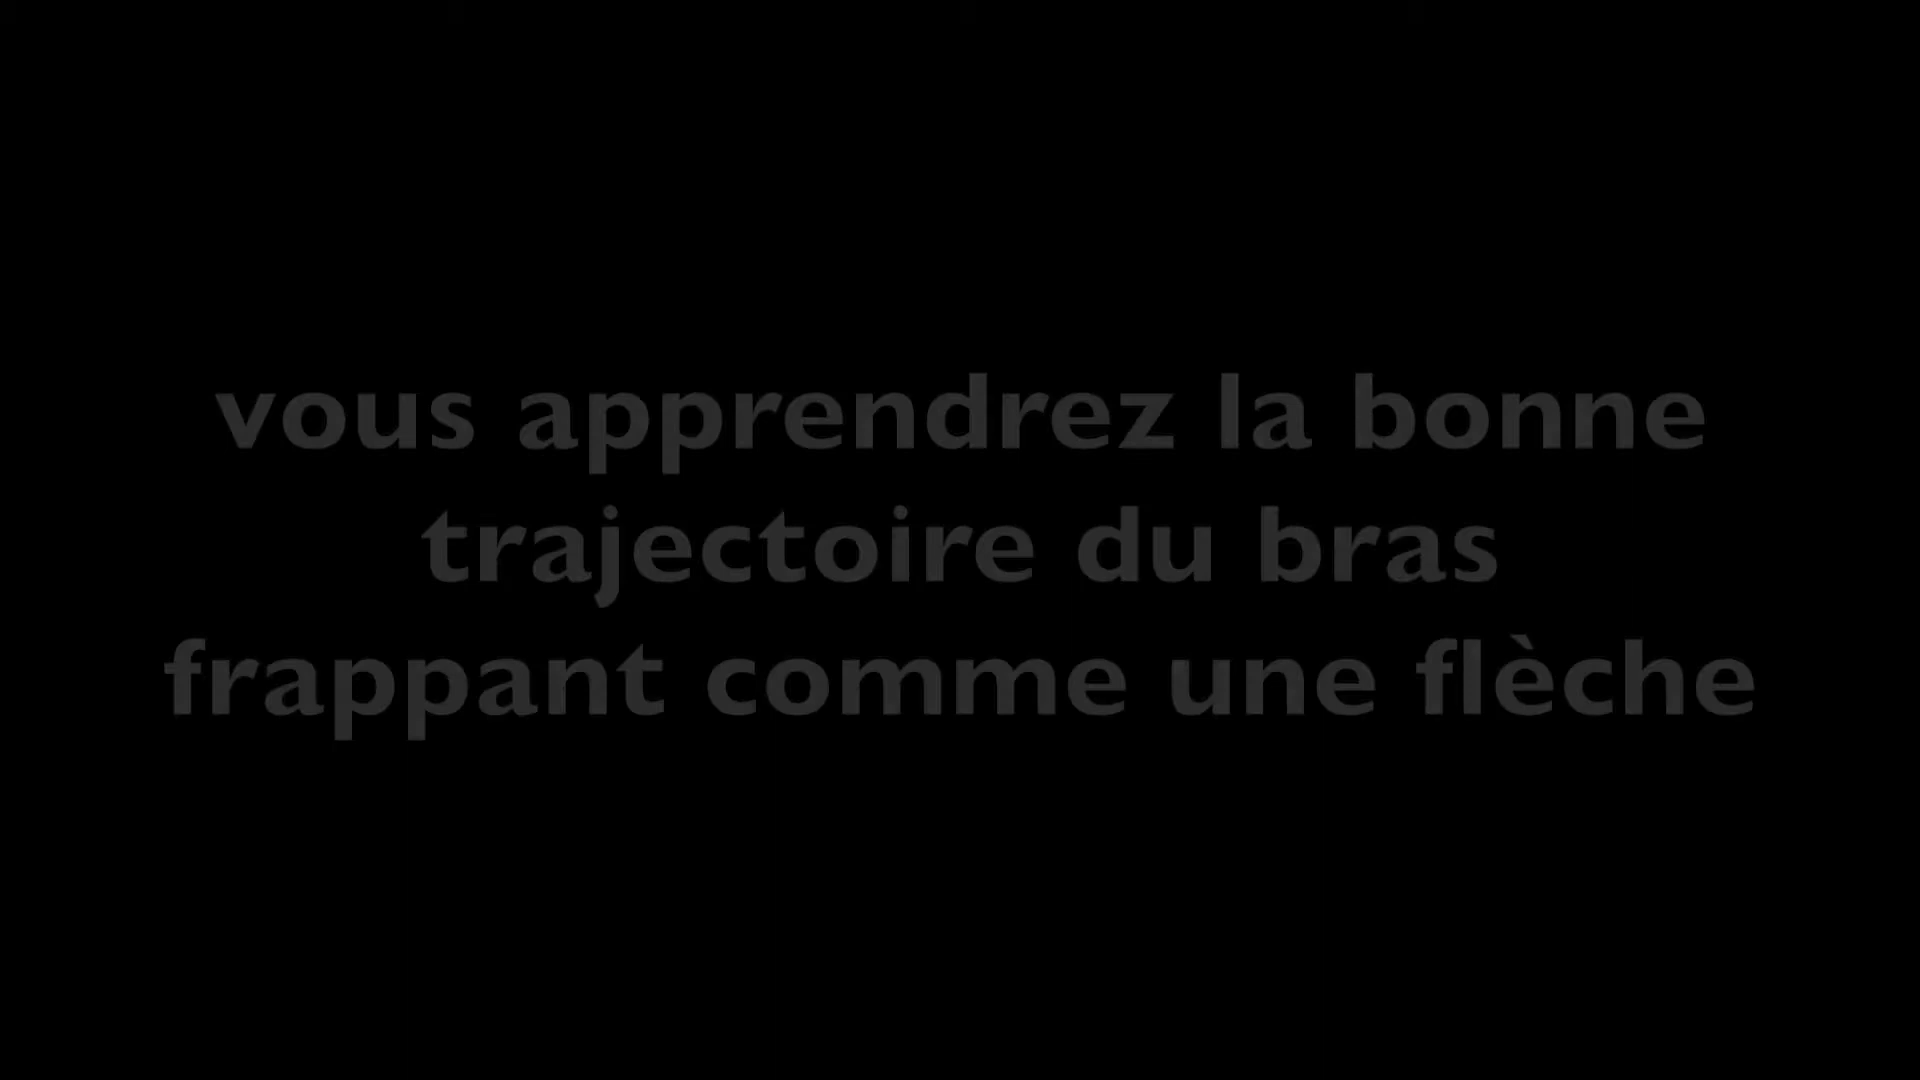 vous apprendrez la bonne
trajectoire du bras
frappant comme une flèche